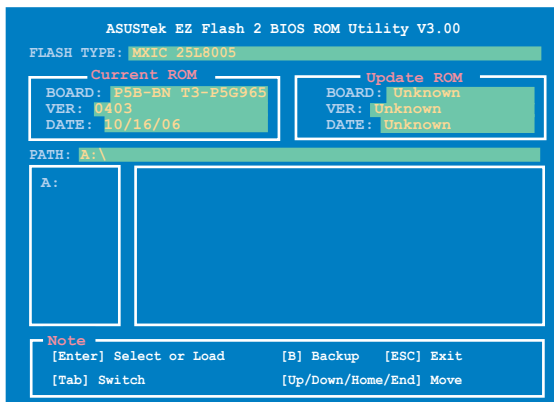 ASUSTek EZ Flash 2 BIOS ROM Utility V3.00
FLASH TYPE: MXIC 25L8005
Current ROM
BOARD: P5B-BN T3-P5G965
VER: 0403
DATE: 10/16/06
Update ROM
BOARD: Unknown
VER: Unknown
DATE: Unknown
PATH: A:\
A:
Note
[Enter] Select or Load [B] Backup [ESC] Exit
[Tab] Switch [Up/Down/Home/End] Move